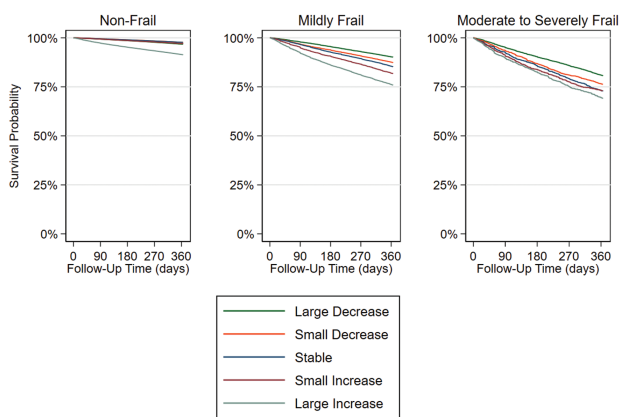 Non-Frail
Mildly Frail
Moderate to Severely Frail
Survival Probability
100%
75%
50%
25%
0%
0 90 180 270 360
Follow-Up Time (days)
100%
75%
50%
25%
0%
0 90 180 270 360
Follow-Up Time (days)
100%
75%
50%
25%
0%
0 90 180 270 360
Follow-Up Time (days)
Large Decrease
Small Decrease
Stable
Small Increase
Large Increase